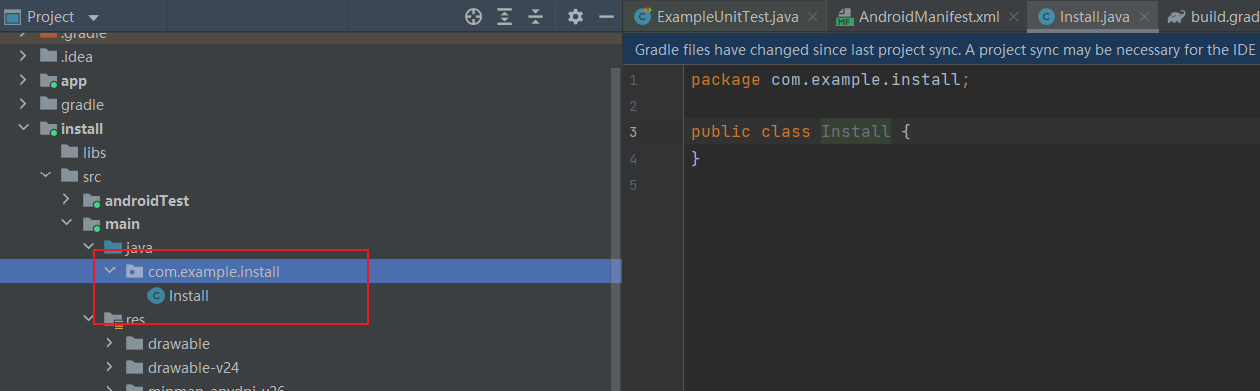 Project
ExampleUnitTest.java
MF
AndroidManifest.xml
C
Install.java
build.grad
.gradle
.idea
app
gradle
install
libs
src
androidTest
main
java
com.example.install
C
Install
res
drawable
drawable-v24
Gradle files have changed since last project sync. A project sync may be necessary for the IDE
1 package com.example.install;
2
3 public class Install {
4 }
5